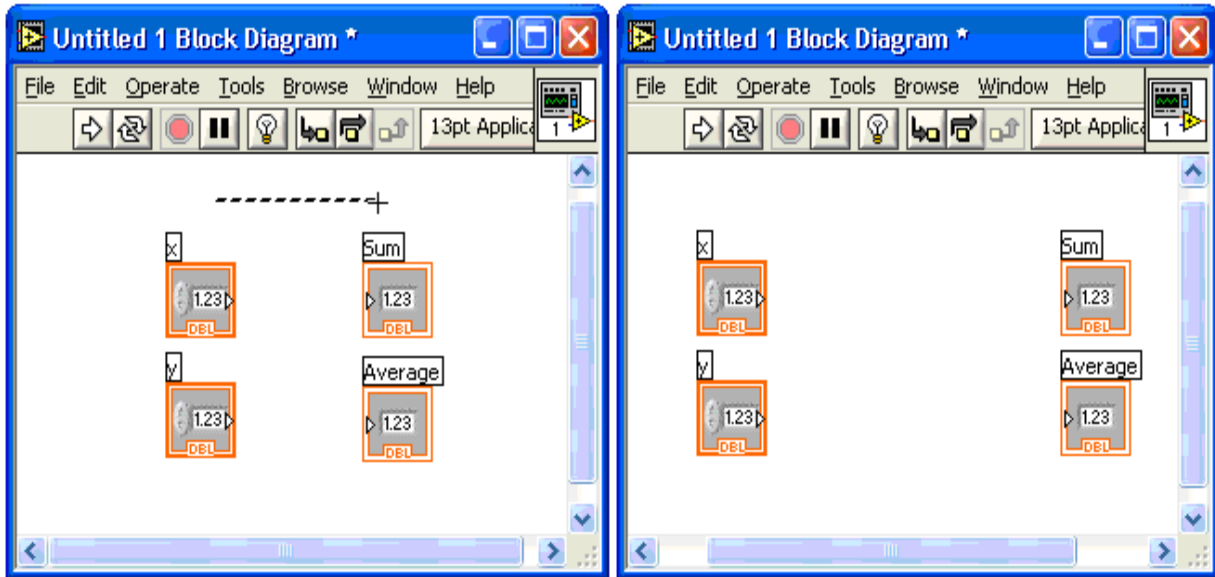 Untitled 1 Block Diagram *
File Edit Operate Tools Browse Window Help
13pt Applica
1
x
Sum
1.23
1.23
DBL
DBL
y
Average
1.23
1.23
DBL
DBL
Untitled 1 Block Diagram *
File Edit Operate Tools Browse Window Help
13pt Applica
1
x
Sum
1.23
1.23
DBL
DBL
y
Average
1.23
1.23
DBL
DBL